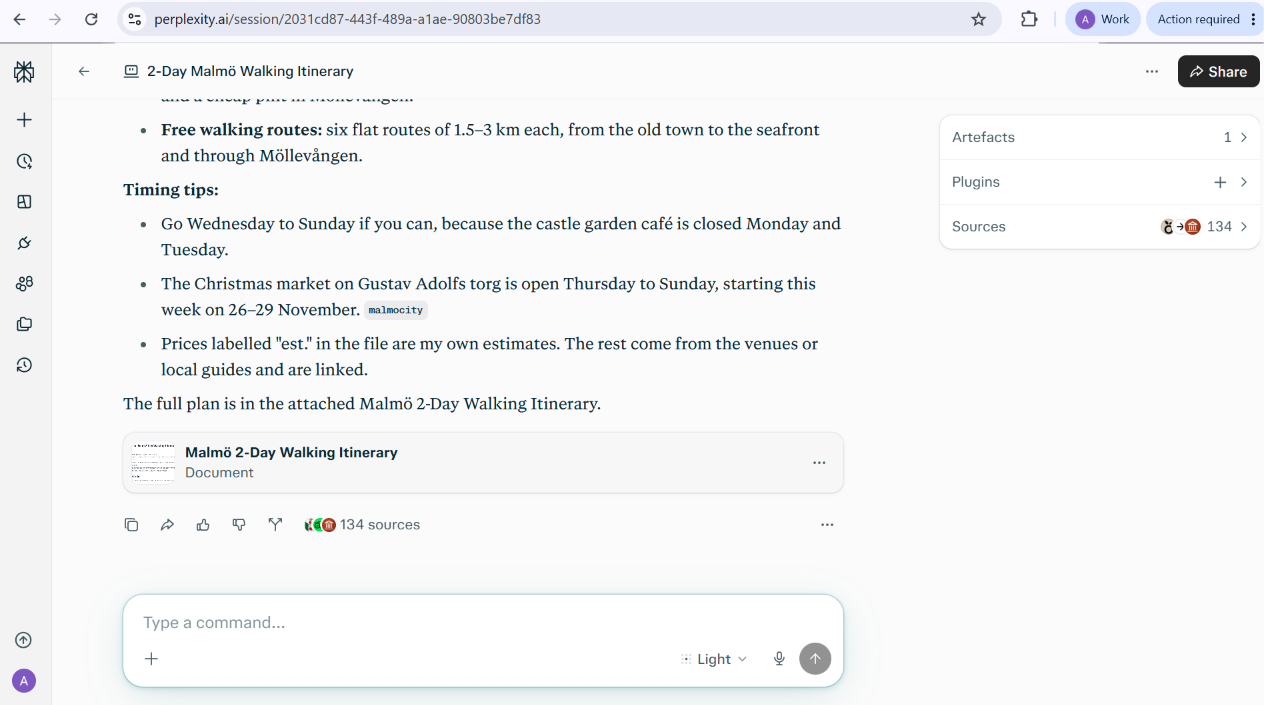 perplexity.ai/session/2031cd87-443f-489a-a1ae-90803be7df83
A Work
Action required
2-Day Malmö Walking Itinerary
Share
and a cheap pint in Möllevången.
Free walking routes: six flat routes of 1.5–3 km each, from the old town to the seafront
and through Möllevången.
Timing tips:
Go Wednesday to Sunday if you can, because the castle garden café is closed Monday and
Tuesday.
The Christmas market on Gustav Adolfs torg is open Thursday to Sunday, starting this
week on 26–29 November. malmocity
Prices labelled "est." in the file are my own estimates. The rest come from the venues or
local guides and are linked.
The full plan is in the attached Malmö 2-Day Walking Itinerary.
Malmö 2-Day Walking Itinerary
Document
134 sources
Type a command...
Light
Artefacts 1
Plugins
Sources 134
A